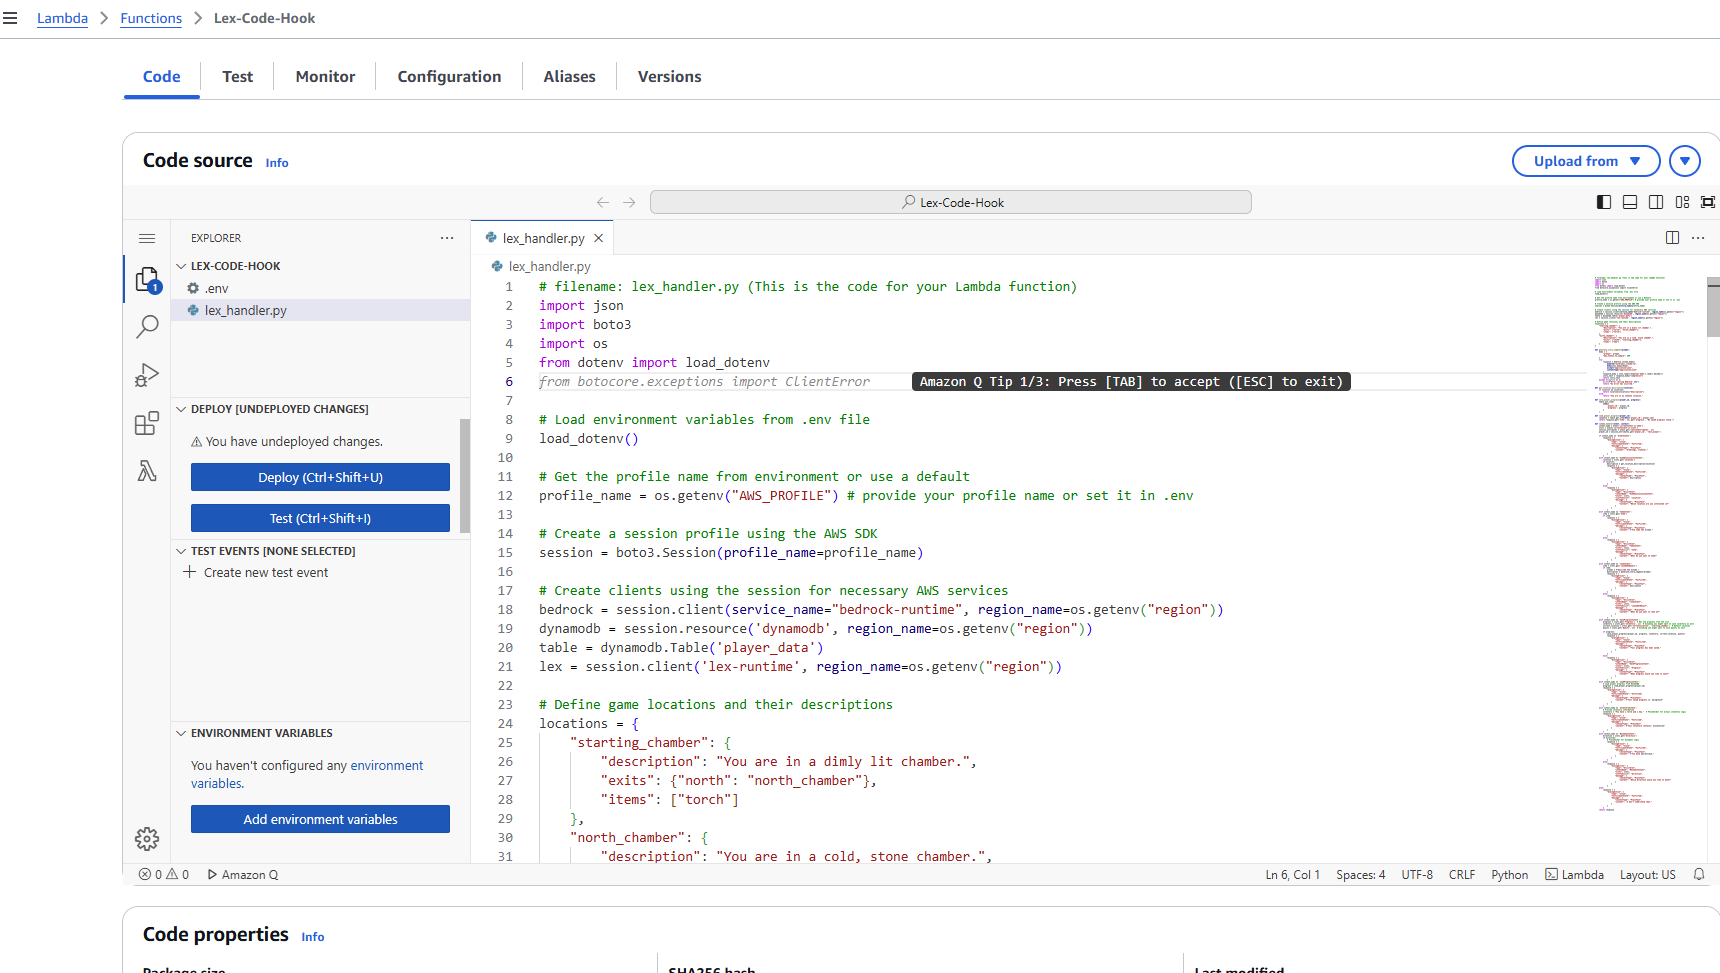 Lambda > Functions > Lex-Code-Hook
Code Test Monitor Configuration Aliases Versions
Code source Info
Upload from
Lex-Code-Hook
EXPLORER
LEX-CODE-HOOK
.env
lex_handler.py
DEPLOY [UNDEPLOYED CHANGES]
You have undeployed changes.
Deploy (Ctrl+Shift+U)
Test (Ctrl+Shift+I)
TEST EVENTS [NONE SELECTED]
Create new test event
ENVIRONMENT VARIABLES
You haven't configured any environment
variables.
Add environment variables
1
lex_handler.py
lex_handler.py
1 # filename: lex_handler.py (This is the code for your Lambda function)
2 import json
3 import boto3
4 import os
5 from dotenv import load_dotenv
6 from botocore.exceptions import ClientError Amazon Q Tip 1/3: Press [TAB] to accept ([ESC] to exit)
7
8 # Load environment variables from .env file
9 load_dotenv()
10
11 # Get the profile name from environment or use a default
12 profile_name = os.getenv("AWS_PROFILE") # provide your profile name or set it in .env
13
14 # Create a session profile using the AWS SDK
15 session = boto3.Session(profile_name=profile_name)
16
17 # Create clients using the session for necessary AWS services
18 bedrock = session.client(service_name="bedrock-runtime", region_name=os.getenv("region"))
19 dynamodb = session.resource('dynamodb', region_name=os.getenv("region"))
20 table = dynamodb.Table('player_data')
21 lex = session.client('lex-runtime', region_name=os.getenv("region"))
22
23 # Define game locations and their descriptions
24 locations = {
25 "starting_chamber": {
26 "description": "You are in a dimly lit chamber.",
27 "exits": {"north": "north_chamber"},
28 "items": ["torch"]
29 },
30 "north_chamber": {
31 "description": "You are in a cold, stone chamber.",
0 0 Amazon Q
Ln 6, Col 1 Spaces: 4 UTF-8 CRLF Python Lambda Layout: US
Code properties Info
Package size SHA256 hash Last modified